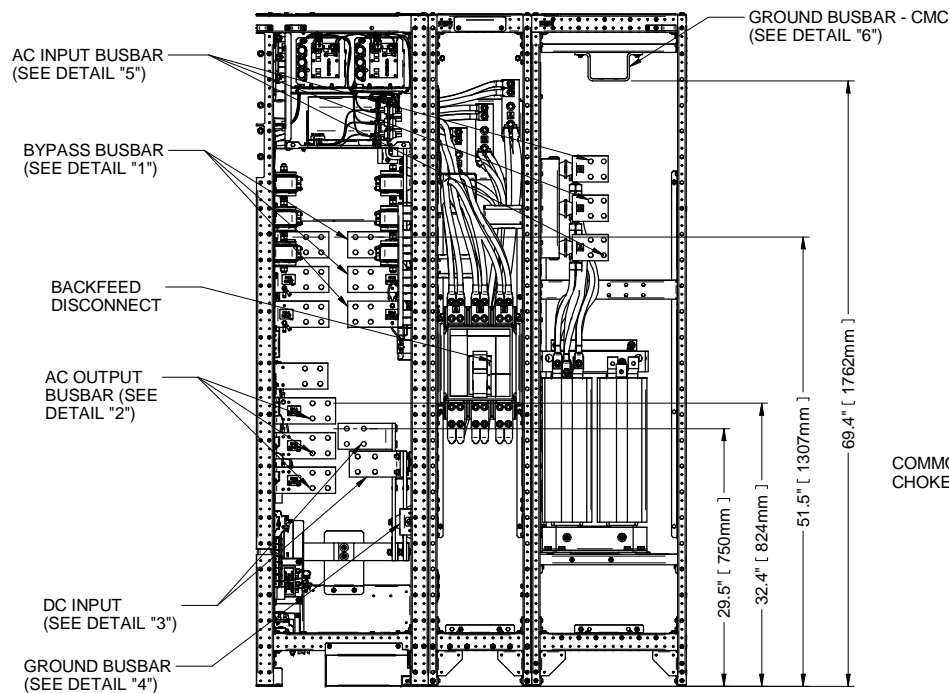 GROUND BUSBAR - CMC
(SEE DETAIL "6")
AC INPUT BUSBAR
(SEE DETAIL "5")
BYPASS BUSBAR
(SEE DETAIL "1")
BACKFEED
DISCONNECT
AC OUTPUT
BUSBAR (SEE
DETAIL "2")
DC INPUT
(SEE DETAIL "3")
GROUND BUSBAR
(SEE DETAIL "4")
29.5" [ 750mm ]
32.4" [ 824mm ]
51.5" [ 1307mm ]
69.4" [ 1762mm ]
COMMO
CHOKE